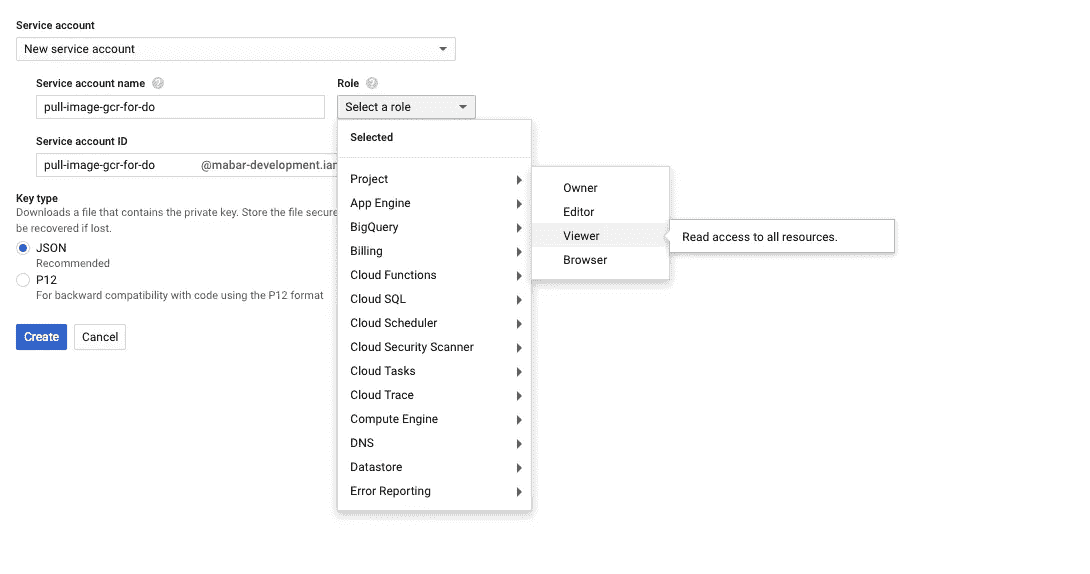 Service account
New service account
Service account name
Role
pull-image-gcr-for-do
Select a role
Selected
Service account ID
pull-image-gcr-for-do
@mabar-development.iam
Project
App Engine
BigQuery
Billing
Cloud Functions
Cloud SQL
Cloud Scheduler
Cloud Security Scanner
Cloud Tasks
Cloud Trace
Compute Engine
DNS
Datastore
Error Reporting
Owner
Editor
Viewer
Browser
Read access to all resources.
Key type
Downloads a file that contains the private key. Store the file secure
be recovered if lost.
JSON
Recommended
P12
For backward compatibility with code using the P12 format
Create
Cancel